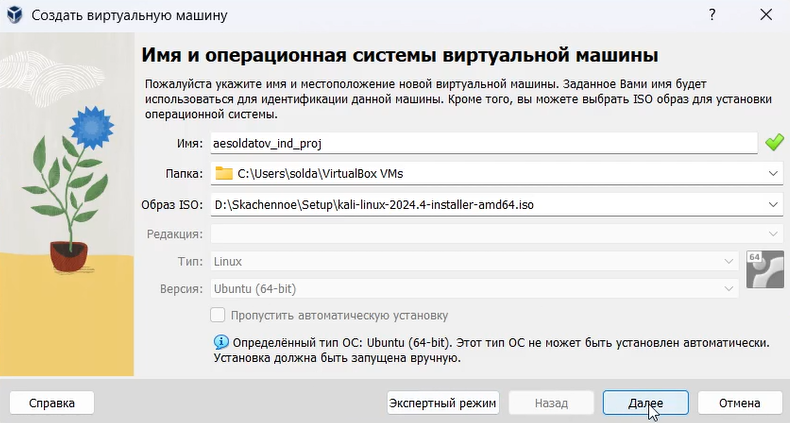 Создать виртуальную машину
?
Имя и операционная системы виртуальной машины
Пожалуйста укажите имя и местоположение новой виртуальной машины. Заданное Вами имя будет
использоваться для идентификации данной машины. Кроме того, вы можете выбрать ISO образ для установки
операционной системы.
Имя: aesoldatov_ind_proj
Папка: C:\Users\solda\VirtualBox VMs
Образ ISO: D:\Skachennoe\Setup\kali-linux-2024.4-installer-amd64.iso
Редакция:
Тип: Linux
64
Версия: Ubuntu (64-bit)
Пропустить автоматическую установку
Определённый тип ОС: Ubuntu (64-bit). Этот тип ОС не может быть установлен автоматически.
Установка должна быть запущена вручную.
Справка Экспертный режим Назад Далее Отмена